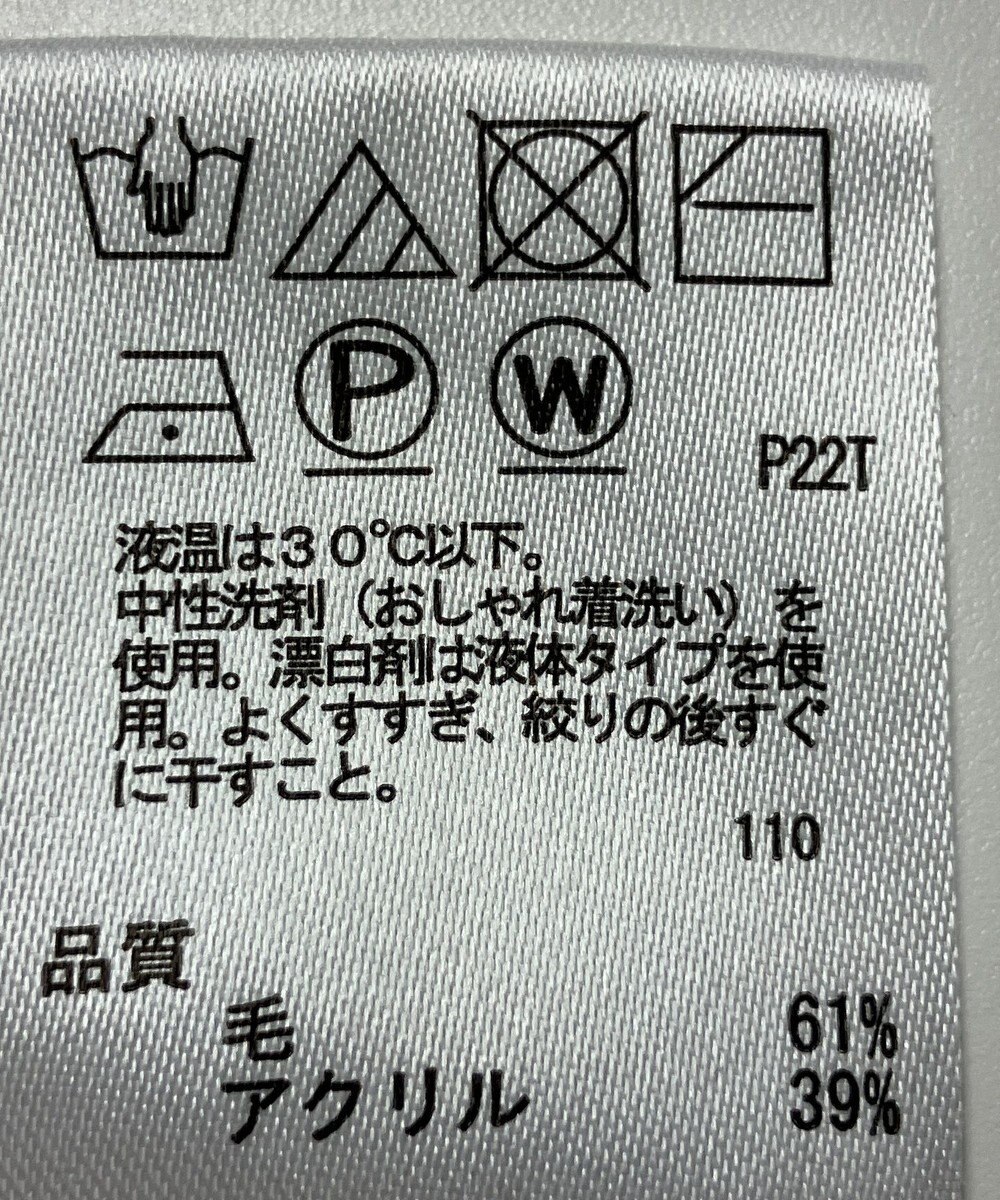 P W
P22T
液温は30℃以下。
中性洗剤(おしゃれ着洗い)を
使用。漂白剤は液体タイプを使
用。よくすすぎ、絞りの後すぐ
に干すこと。
110
品質
毛 61%
アクリル 39%